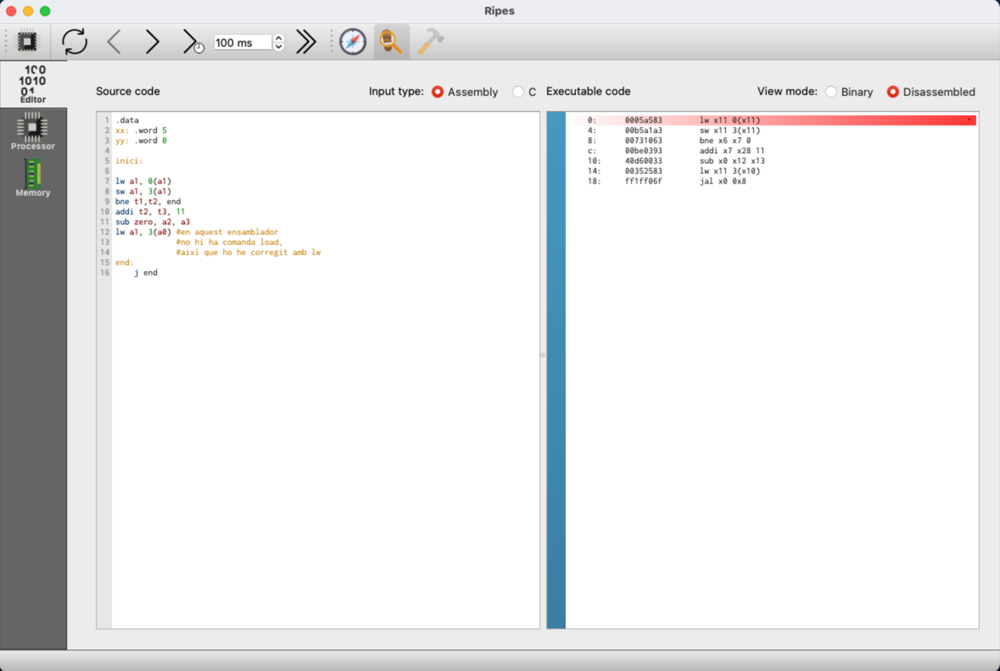 Ripes
100 ms
100
1010
01
Editor
Processor
Memory
Source code
Input type: Assembly C
Executable code
View mode: Binary Disassembled
1 .data
2 xx: .word 5
3 yy: .word 0
4
5 inici:
6
7 lw a1, 0(a1)
8 sw a1, 3(a1)
9 bne t1,t2, end
10 addi t2, t3, 11
11 sub zero, a2, a3
12 lw a1, 3(a0) #en aquest ensamblador
13 #no hi ha comanda load,
14 #així que ho he corregit amb lw
15 end:
16 j end
0: 0005a583 lw x11 0(x11)
4: 00b5a1a3 sw x11 3(x11)
8: 00731063 bne x6 x7 0
c: 00be0393 addi x7 x28 11
10: 40d60033 sub x0 x12 x13
14: 00352583 lw x11 3(x10)
18: ff1ff06f jal x0 0x8